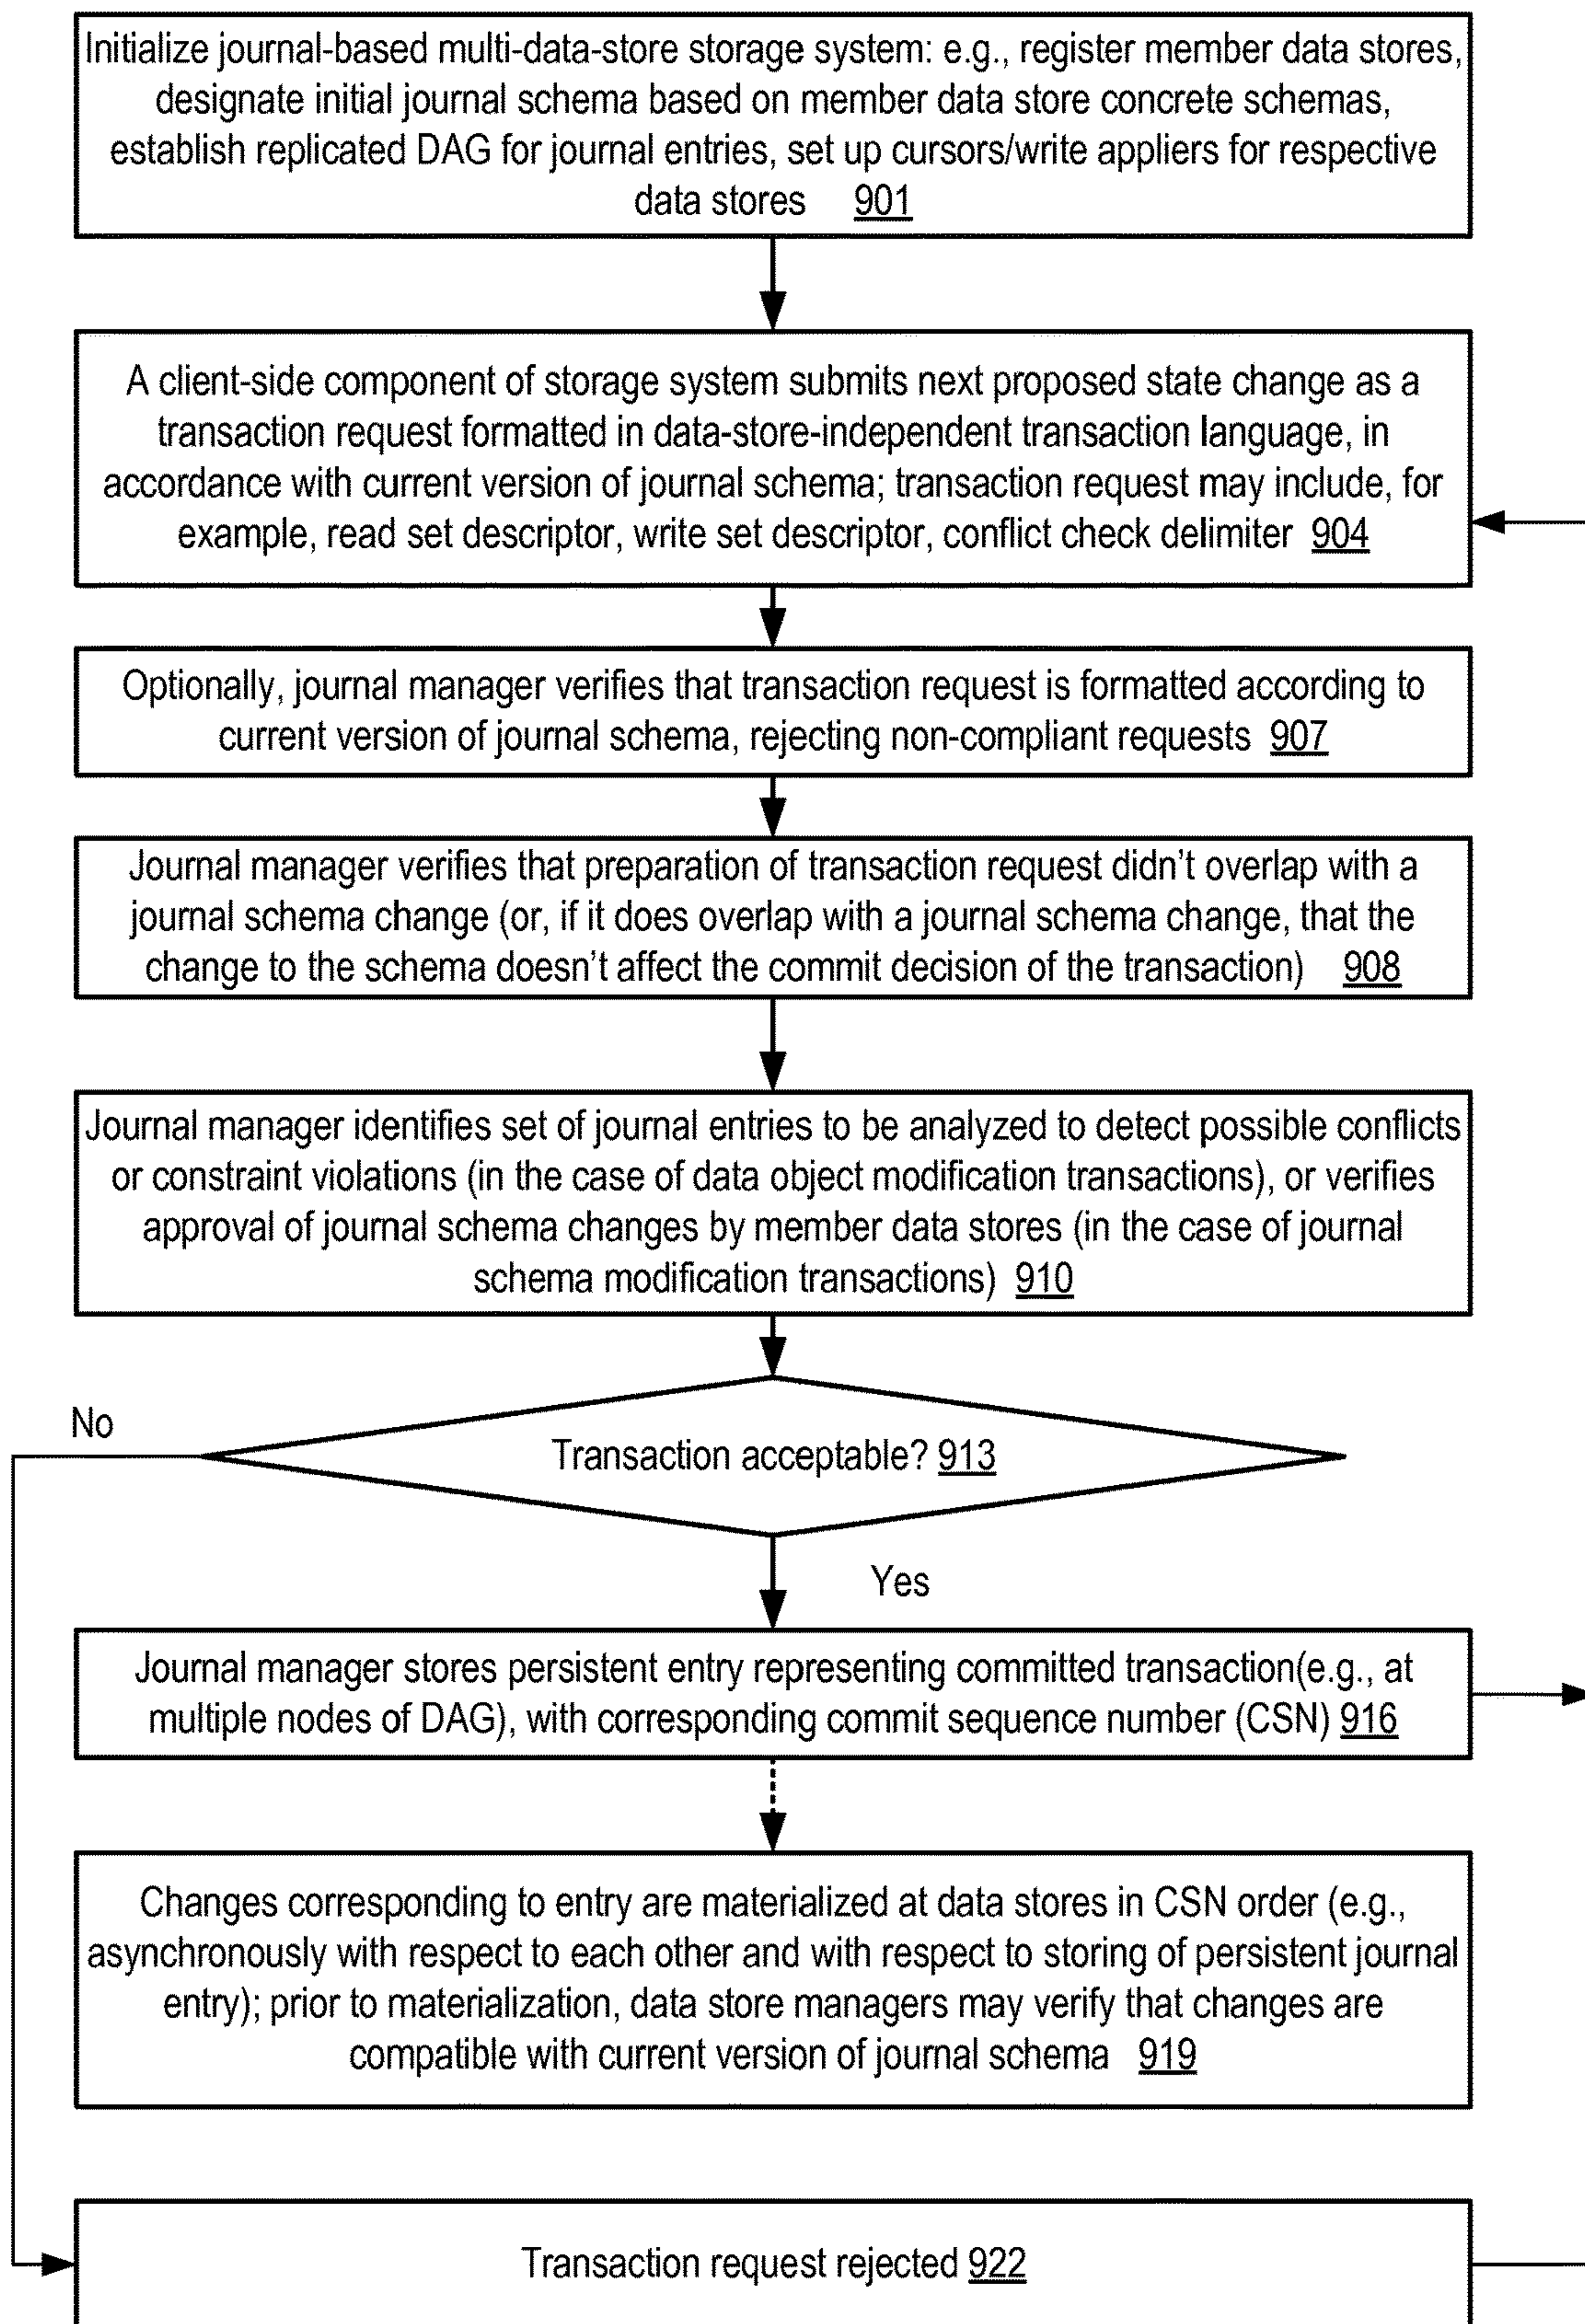 Initialize journal-based multi-data-store storage system: e.g., register member data stores,
designate initial journal schema based on member data store concrete schemas,
establish replicated DAG for journal entries, set up cursors/write appliers for respective
data stores 901
A client-side component of storage system submits next proposed state change as a
transaction request formatted in data-store-independent transaction language, in
accordance with current version of journal schema; transaction request may include, for
example, read set descriptor, write set descriptor, conflict check delimiter 904
Optionally, journal manager verifies that transaction request is formatted according to
current version of journal schema, rejecting non-compliant requests 907
Journal manager verifies that preparation of transaction request didn't overlap with a
journal schema change (or, if it does overlap with a journal schema change, that the
change to the schema doesn't affect the commit decision of the transaction) 908
Journal manager identifies set of journal entries to be analyzed to detect possible conflicts
or constraint violations (in the case of data object modification transactions), or verifies
approval of journal schema changes by member data stores (in the case of journal
schema modification transactions) 910
No
Transaction acceptable? 913
Yes
Journal manager stores persistent entry representing committed transaction(e.g., at
multiple nodes of DAG), with corresponding commit sequence number (CSN) 916
Changes corresponding to entry are materialized at data stores in CSN order (e.g.,
asynchronously with respect to each other and with respect to storing of persistent journal
entry); prior to materialization, data store managers may verify that changes are
compatible with current version of journal schema 919
Transaction request rejected 922